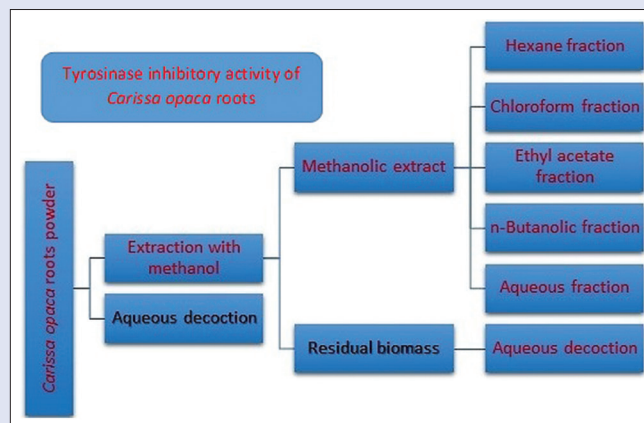 Tyrosinase inhibitory activity of
Carissa opaca roots
Carissa opaca roots powder
Extraction with
methanol
Aqueous decoction
Methanolic extract
Residual biomass
Hexane fraction
Chloroform fraction
Ethyl acetate
fraction
n-Butanolic fraction
Aqueous fraction
Aqueous decoction